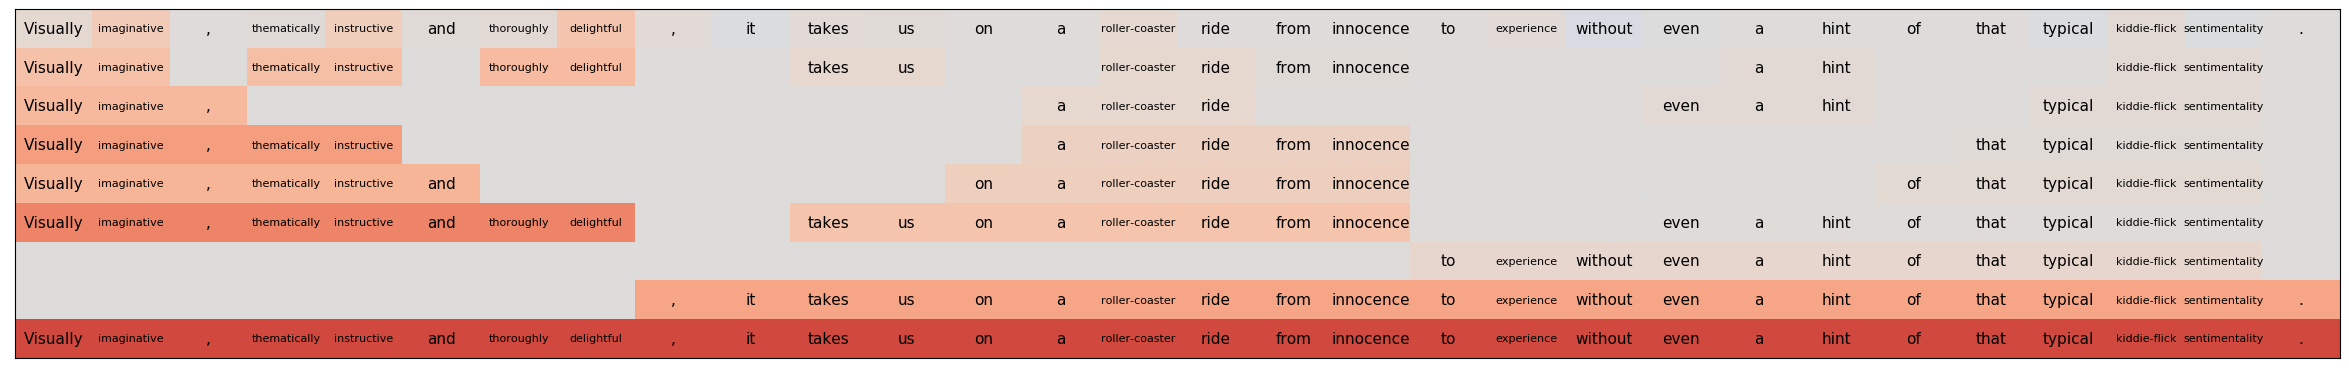 Visually imaginative , thematically instructive and thoroughly delightful , it takes us on a roller-coaster ride from innocence to experience without even a hint of that typical kiddie-flick sentimentality .
Visually imaginative thematically instructive thoroughly delightful takes us roller-coaster ride from innocence a hint kiddie-flick sentimentality
Visually imaginative , a roller-coaster ride even a hint typical kiddie-flick sentimentality
Visually imaginative , thematically instructive a roller-coaster ride from innocence that typical kiddie-flick sentimentality
Visually imaginative , thematically instructive and on a roller-coaster ride from innocence of that typical kiddie-flick sentimentality
Visually imaginative , thematically instructive and thoroughly delightful takes us on a roller-coaster ride from innocence even a hint of that typical kiddie-flick sentimentality
to experience without even a hint of that typical kiddie-flick sentimentality
, it takes us on a roller-coaster ride from innocence to experience without even a hint of that typical kiddie-flick sentimentality .
Visually imaginative , thematically instructive and thoroughly delightful , it takes us on a roller-coaster ride from innocence to experience without even a hint of that typical kiddie-flick sentimentality .